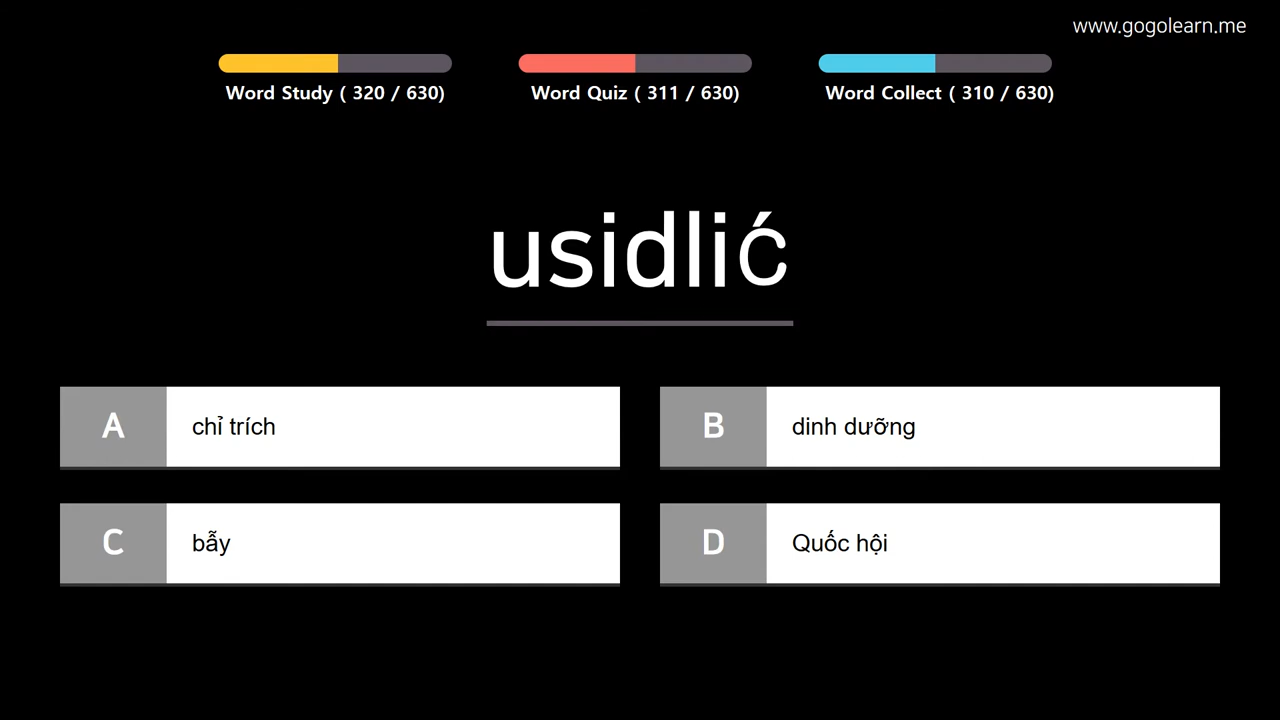 www.gogolearn.me
Word Study ( 320 / 630)
Word Quiz ( 311 / 630)
Word Collect ( 310 / 630)
usidlić
A chỉ trích
B dinh dưỡng
C bẫy
D Quốc hội